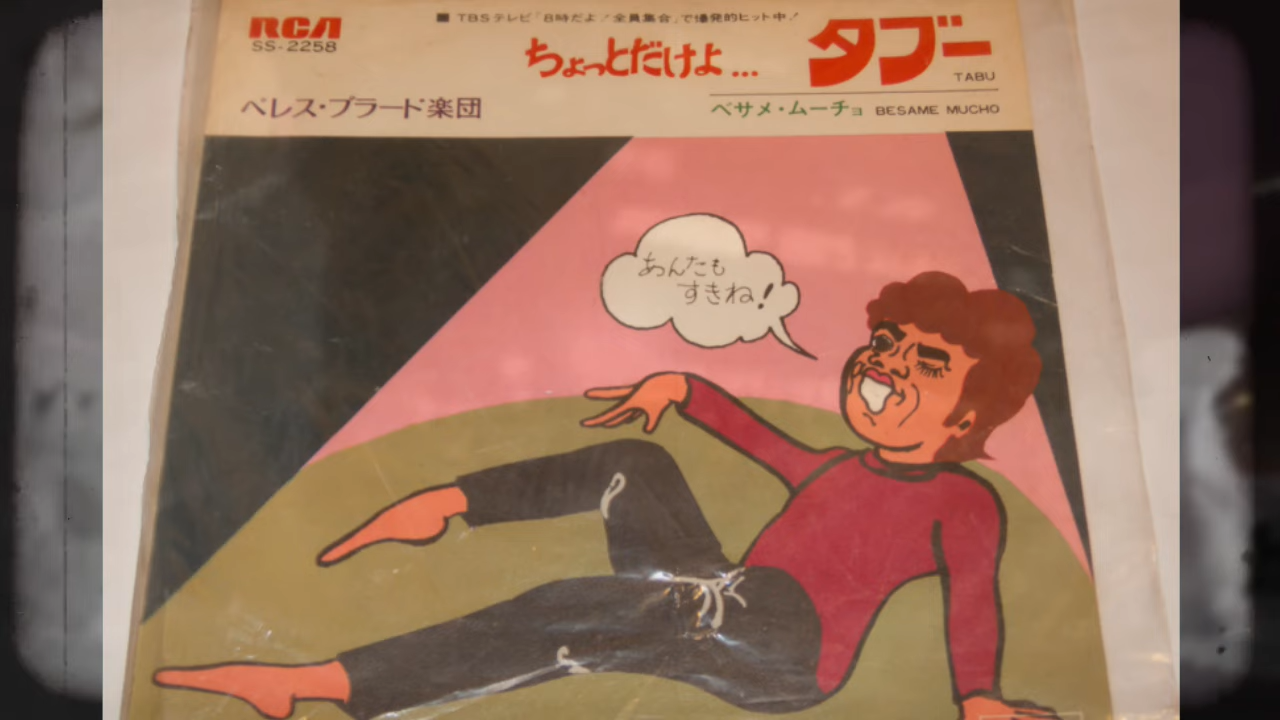 RCA
SS-2258
■ TBSテレビ「8時だよ!全員集合」で爆発的ヒット中!
ちょっとだけよ...
タブー
TABU
ペレス・プラード楽団
ベサメ・ムーチョ BESAME MUCHO
あんたも
すきね!